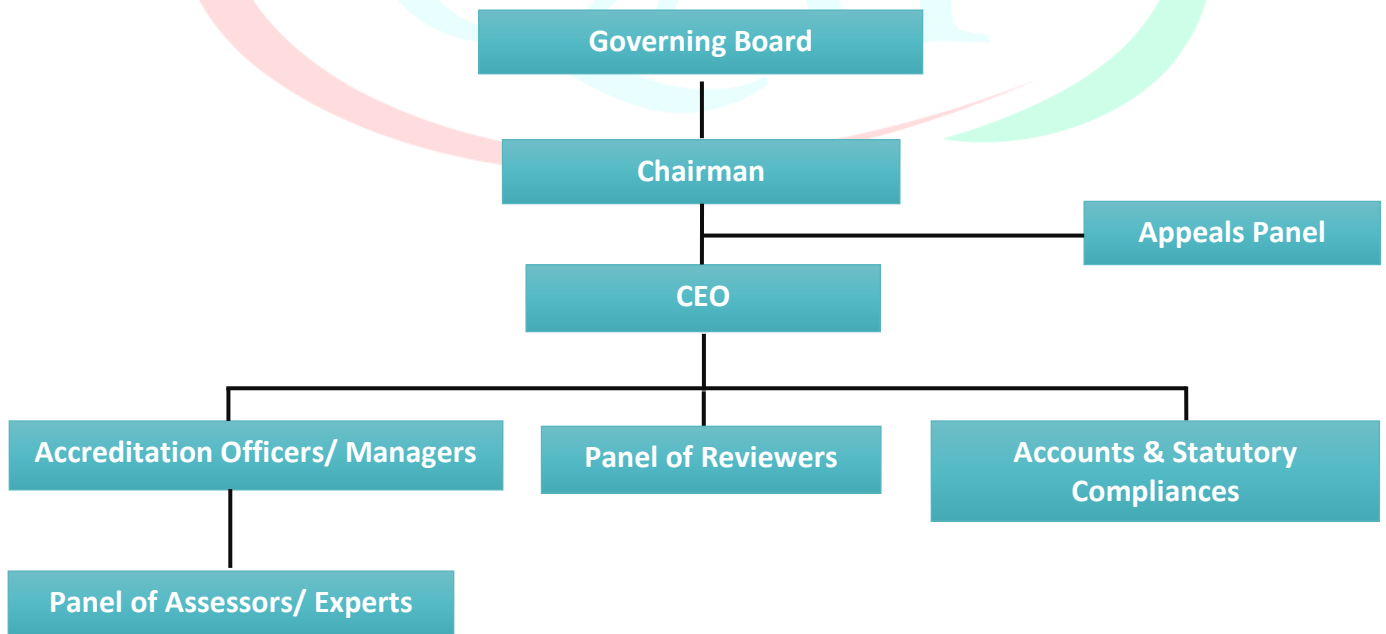 Governing Board
Chairman
Appeals Panel
CEO
Accreditation Officers/ Managers
Panel of Reviewers
Accounts & Statutory
Compliances
Panel of Assessors/ Experts